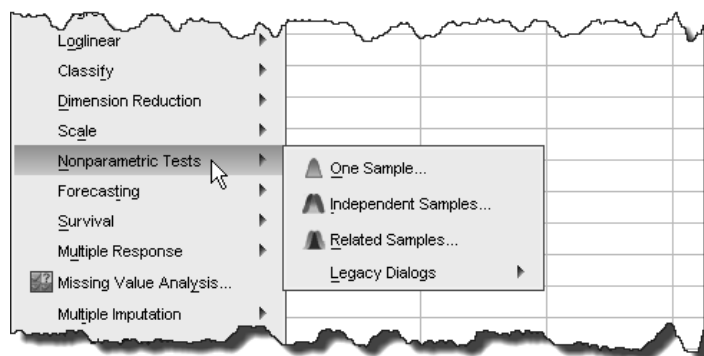 Loglinear
Classify
Dimension Reduction
Scale
Nonparametric Tests
Forecasting
Survival
Multiple Response
Missing Value Analysis...
Multiple Imputation
One Sample...
Independent Samples...
Related Samples...
Legacy Dialogs